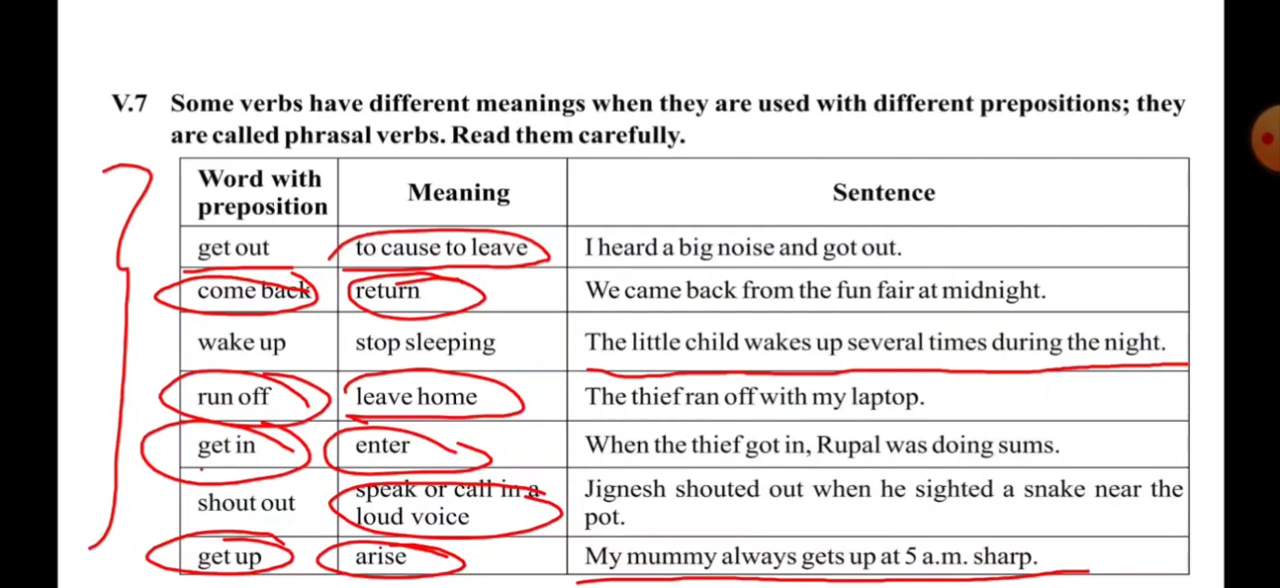 V.7 Some verbs have different meanings when they are used with different prepositions; they
are called phrasal verbs. Read them carefully.
Word with preposition Meaning Sentence
get out to cause to leave I heard a big noise and got out.
come back return We came back from the fun fair at midnight.
wake up stop sleeping The little child wakes up several times during the night.
run off leave home The thief ran off with my laptop.
get in enter When the thief got in, Rupal was doing sums.
shout out speak or call in a loud voice Jignesh shouted out when he sighted a snake near the pot.
get up arise My mummy always gets up at 5 a.m. sharp.